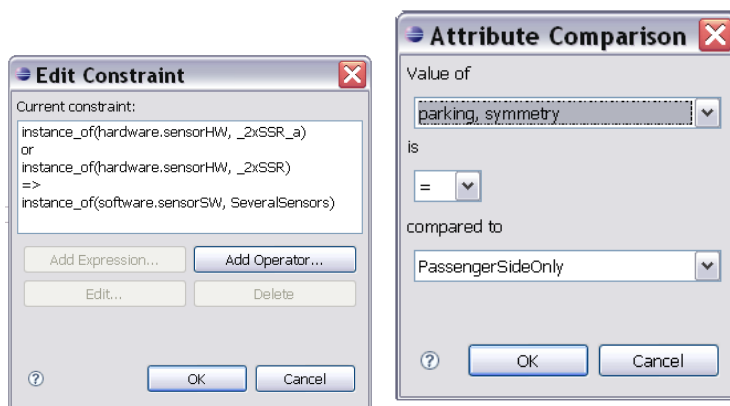 Edit Constraint
Current constraint:
instance_of(hardware.sensorHW, _2xSSR_a)
or
instance_of(hardware.sensorHW, _2xSSR)
=>
instance_of(software.sensorSW, SeveralSensors)
Add Expression... Add Operator...
Edit... Delete
? OK Cancel
Attribute Comparison
Value of
parking, symmetry
is
=
compared to
PassengerSideOnly
? OK Cancel